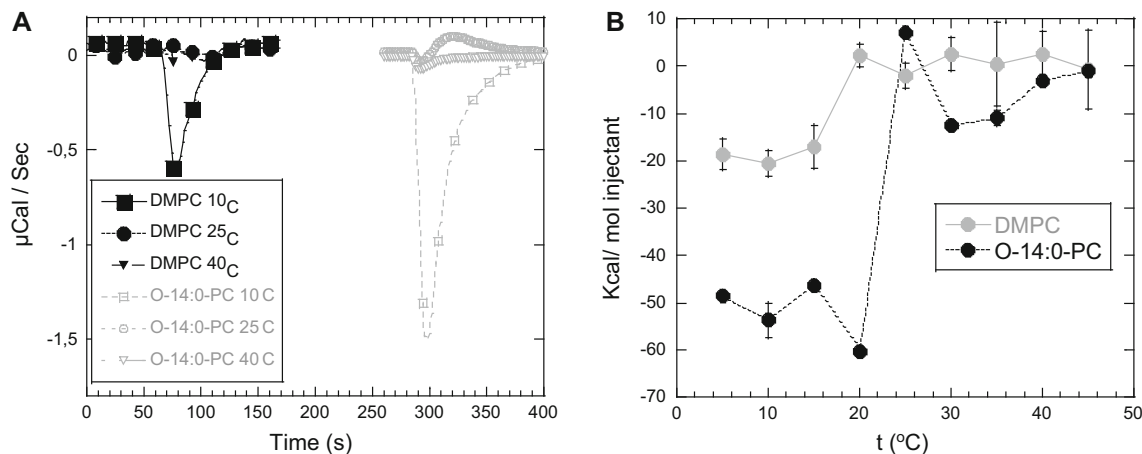 A
0
-0,5
-1
-1,5
µCal / Sec
DMPC 10C
DMPC 25C
DMPC 40C
O-14:0-PC 10 C
O-14:0-PC 25 C
O-14:0-PC 40 C
0 50 100 150 200 250 300 350 400
Time (s)
B
10
0
-10
-20
-30
-40
-50
-60
-70
Kcal/ mol injectant
DMPC
O-14:0-PC
0 10 20 30 40 50
t (ºC)